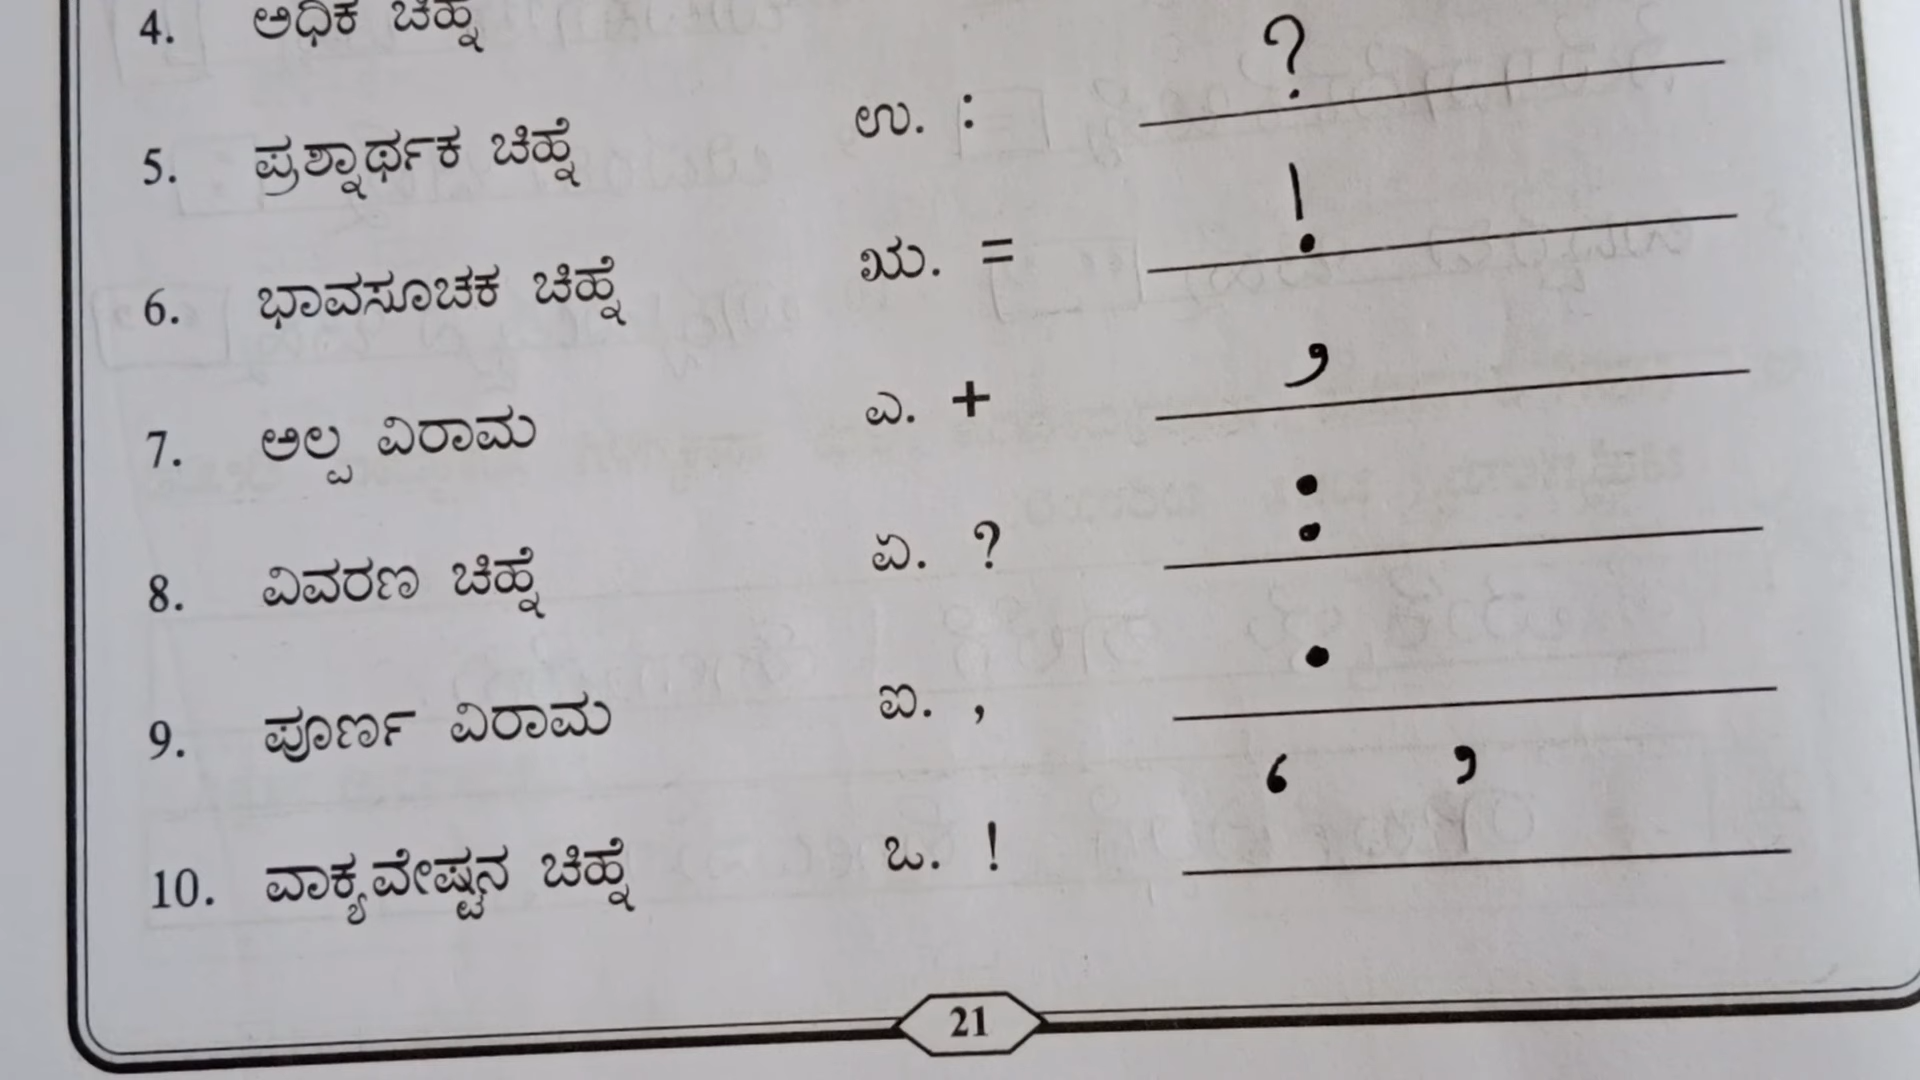 4. ಅಧಿಕ ಚಿಹ್ನೆ
5. ಪ್ರಶ್ನಾರ್ಥಕ ಚಿಹ್ನೆ ಉ. : ?
6. ಭಾವಸೂಚಕ ಚಿಹ್ನೆ ಋ. = !
7. ಅಲ್ಪ ವಿರಾಮ ಎ. + ,
8. ವಿವರಣ ಚಿಹ್ನೆ ಏ. ? :
9. ಪೂರ್ಣ ವಿರಾಮ ಐ. , .
10. ವಾಕ್ಯವೇಷ್ಟನ ಚಿಹ್ನೆ ಒ. ! ‘ ’
21